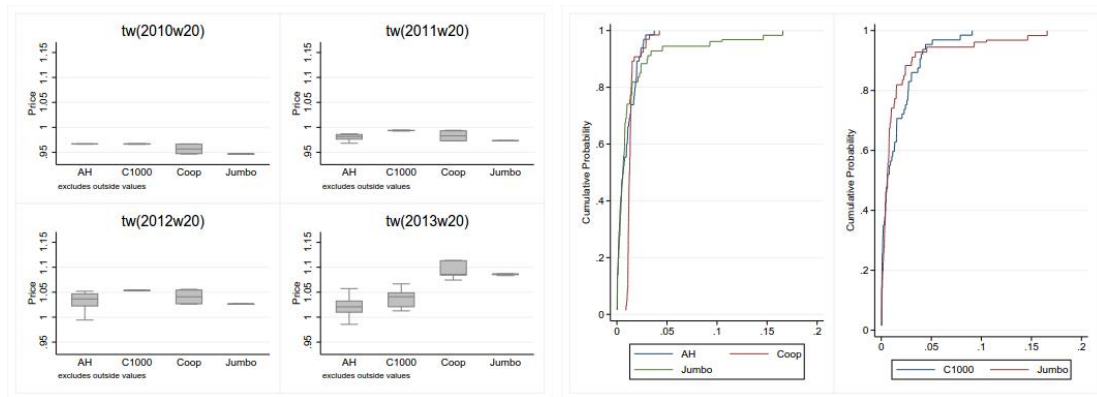 tw(2010w20)
Price
.95 1 1.05 1.1 1.15
AH C1000 Coop Jumbo
excludes outside values
tw(2011w20)
Price
.95 1 1.05 1.1 1.15
AH C1000 Coop Jumbo
excludes outside values
tw(2012w20)
Price
.95 1 1.05 1.1 1.15
AH C1000 Coop Jumbo
excludes outside values
tw(2013w20)
Price
.95 1 1.05 1.1 1.15
AH C1000 Coop Jumbo
excludes outside values
Cumulative Probability
1
.8
.6
.4
.2
0
0 .05 .1 .15 .2
AH Coop
Jumbo
Cumulative Probability
1
.8
.6
.4
.2
0
0 .05 .1 .15 .2
C1000 Jumbo